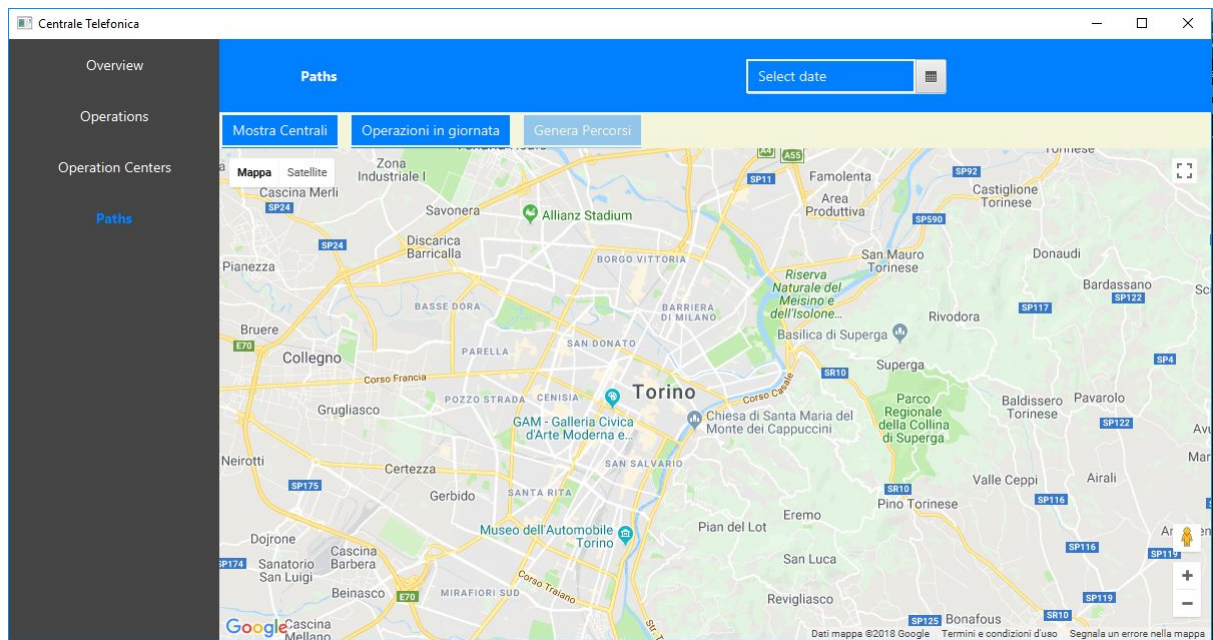 Centrale Telefonica
Overview
Operations
Operation Centers
Paths
Paths
Select date
Mostra Centrali
Operazioni in giornata
Genera Percorsi
Mappa
Satellite
Zona
Industriale I
Cascina Merli
SP24
Savonera
Allianz Stadium
A55
SP11
Famolenta
SP92
Castiglione
Torinese
Area
Produttiva
SP590
SP24
Discarica
Barricalla
BORGO VITTORIA
San Mauro
Torinese
Donaudi
Pianezza
Riserva
Naturale del
Meisino e
dell'Isolone...
Bardassano
SP122
BASSE DORA
BARRIERA
DI MILANO
SP117
Rivodora
Bruere
E70
Collegno
SAN DONATO
PARELLA
Basilica di Superga
SP4
SR10
Superga
Corso Francia
Torino
Corso Casale
Grugliasco
POZZO STRADA
CENISIA
Parco
Regionale
della Collina
di Superga
Baldissero
Torinese
Pavarolo
GAM - Galleria Civica
d'Arte Moderna e...
Chiesa di Santa Maria del
Monte dei Cappuccini
SP122
Neirotti
Certezza
SAN SALVARIO
SP175
Gerbido
SANTA RITA
SR10
Pino Torinese
Valle Ceppi
Airali
SP116
Museo dell'Automobile
Torino
Pian del Lot
Eremo
Dojrone
SP174
Sanatorio
San Luigi
Cascina
Barbera
San Luca
SP116
SP119
Corso Traiano
Beinasco
E70
MIRAFIORI SUD
Revigliasco
SP119
SR10
SP125
Bonafous
Google
Cascina
Mellano
Dati mappa ©2018 Google
Termini e condizioni d'uso
Segnala un errore nella mappa